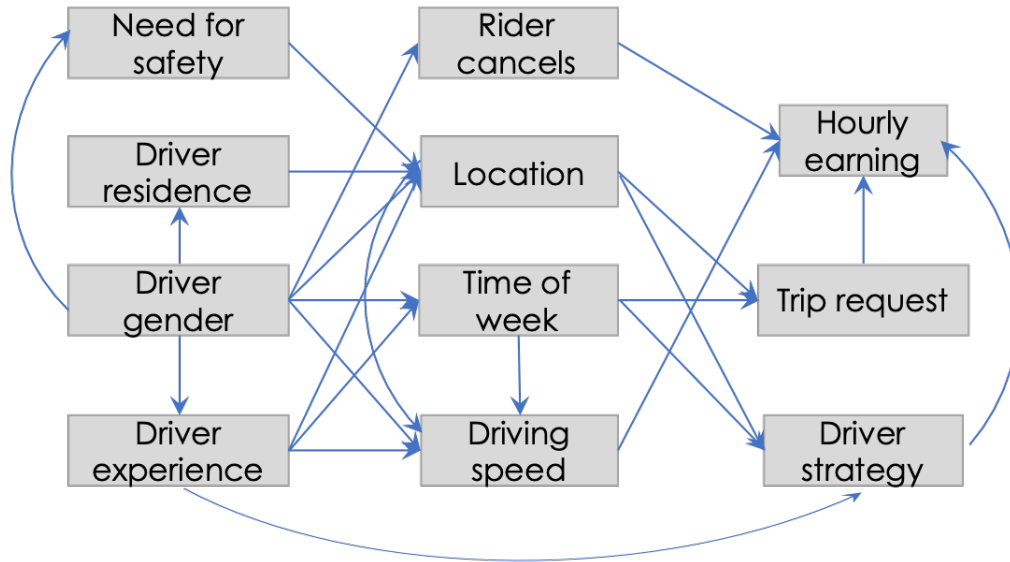 Need for
safety
Rider
cancels
Hourly
earning
Driver
residence
Location
Driver
gender
Time of
week
Trip request
Driver
experience
Driving
speed
Driver
strategy